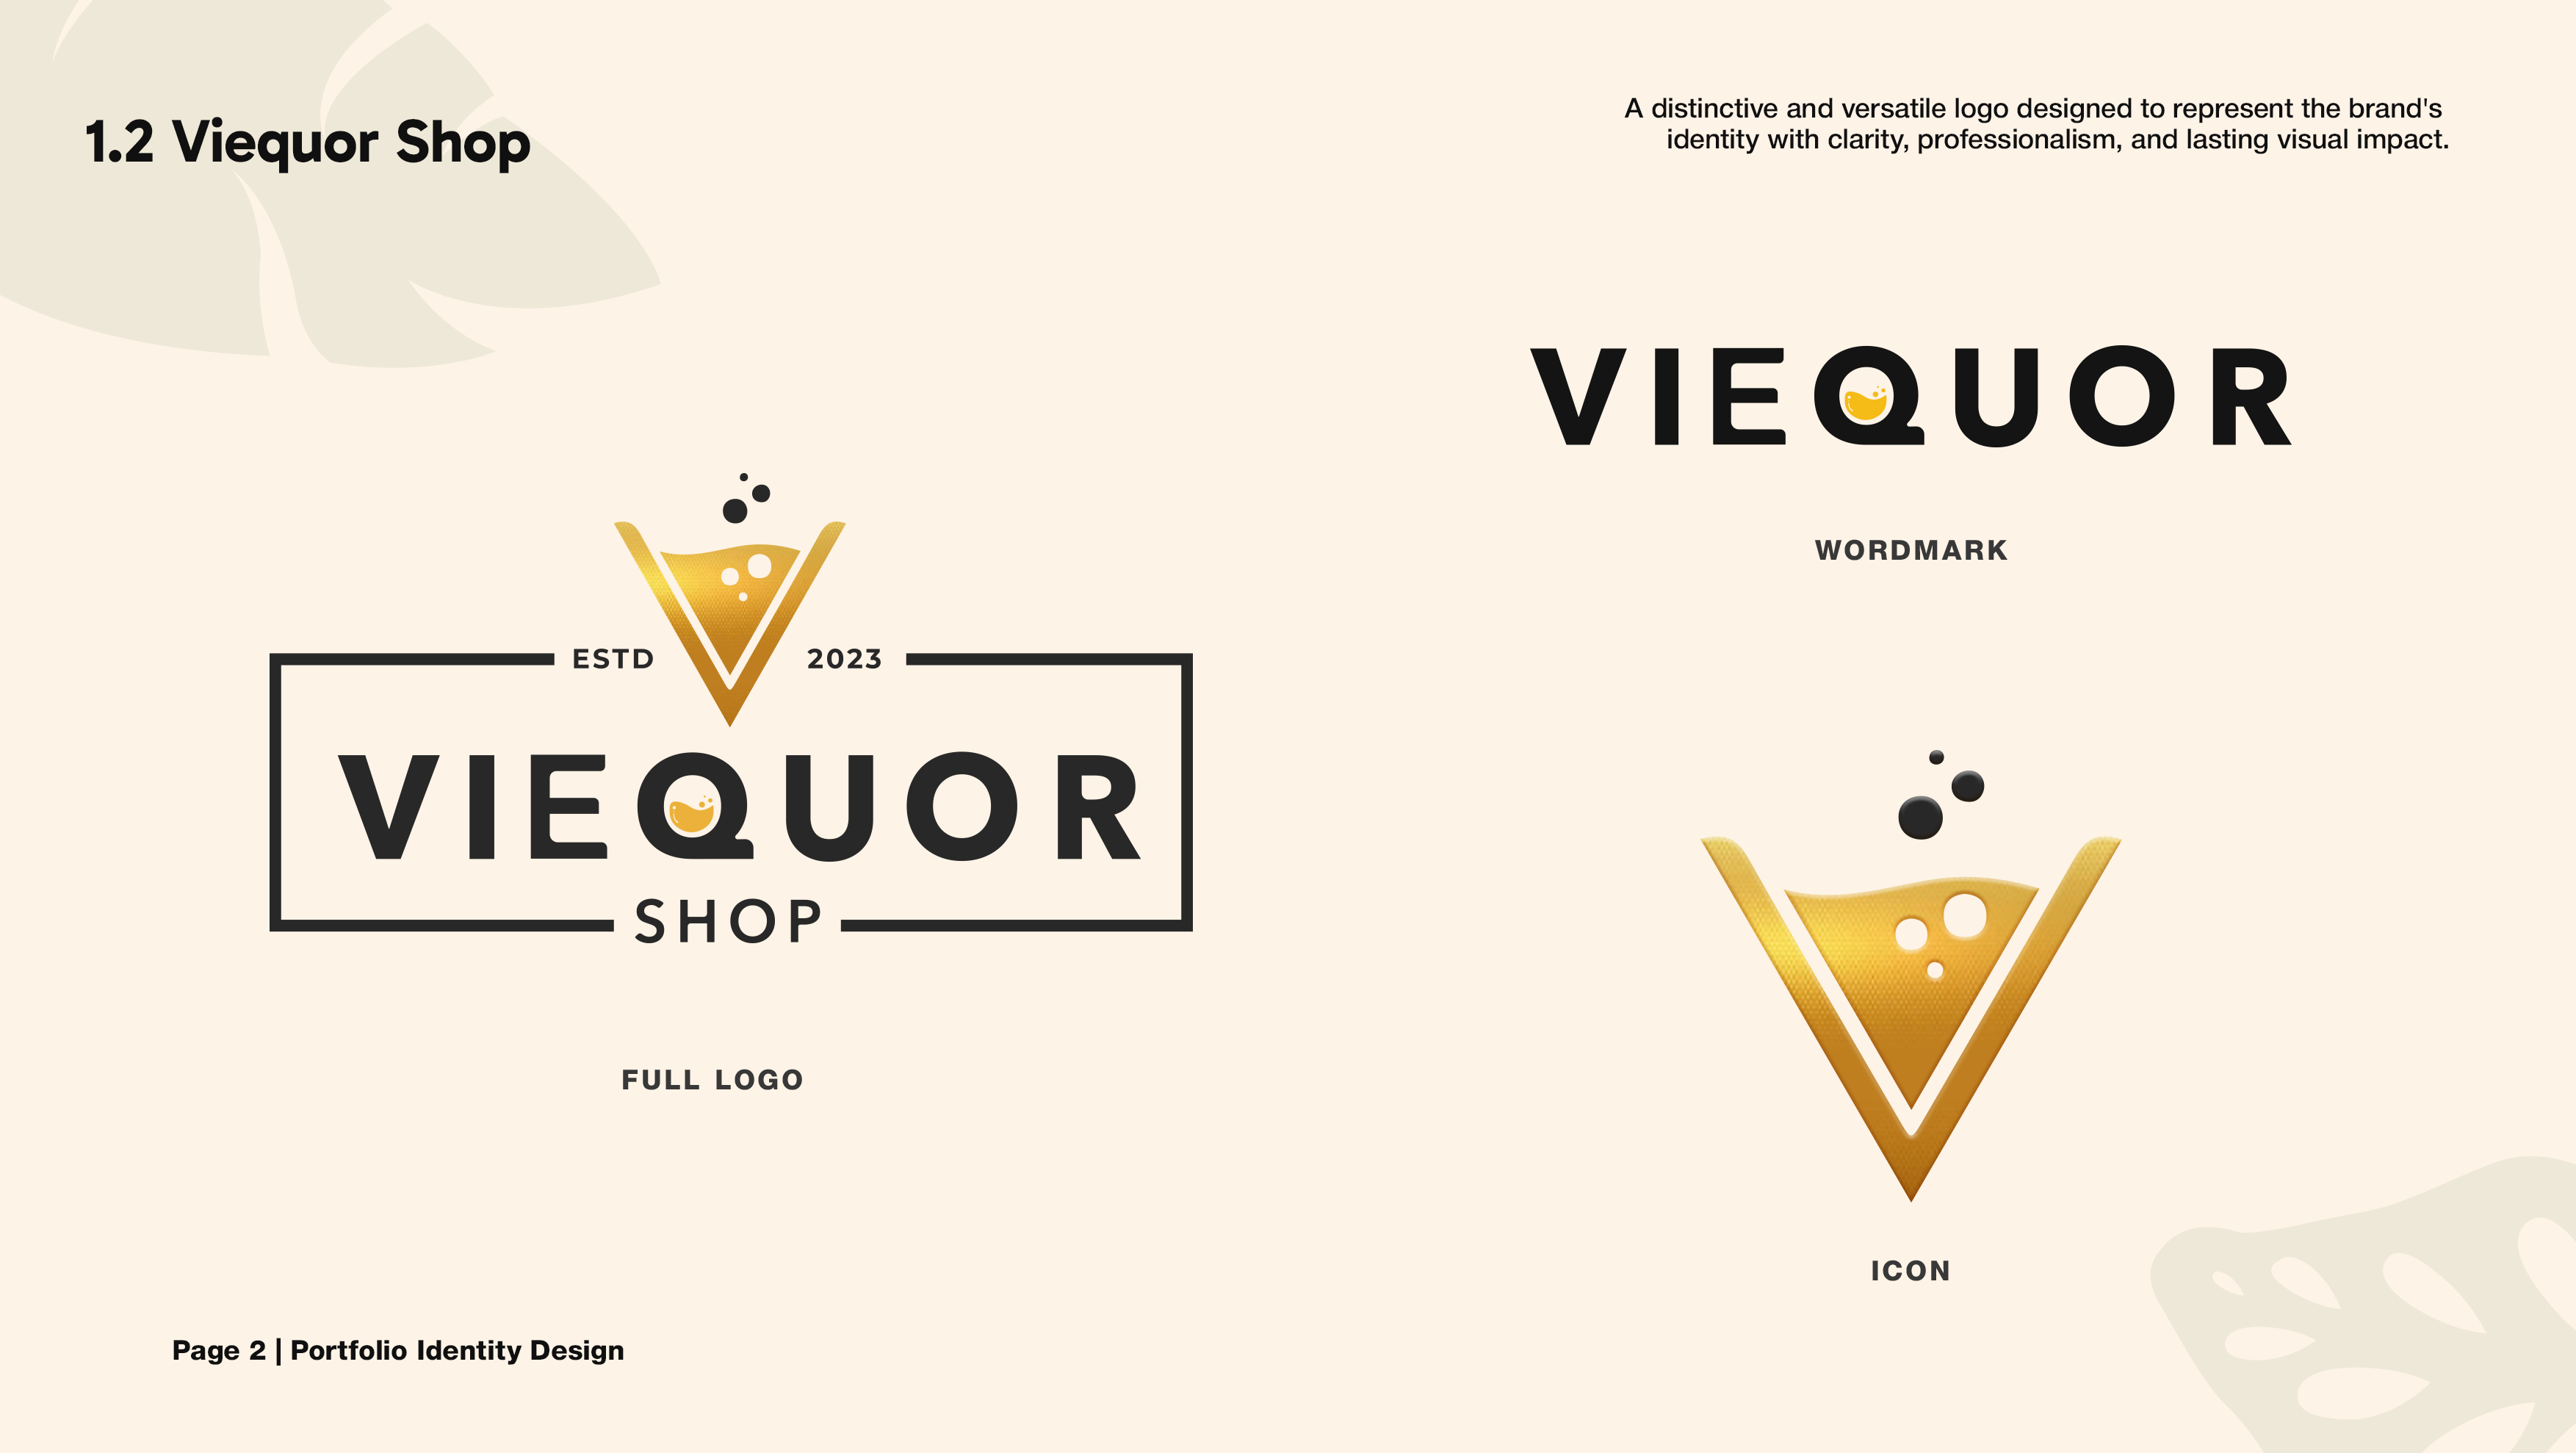 1.2 Viequor Shop
A distinctive and versatile logo designed to represent the brand's
identity with clarity, professionalism, and lasting visual impact.
ESTD 2023
VIEQUOR
SHOP
FULL LOGO
VIEQUOR
WORDMARK
ICON
Page 2 | Portfolio Identity Design